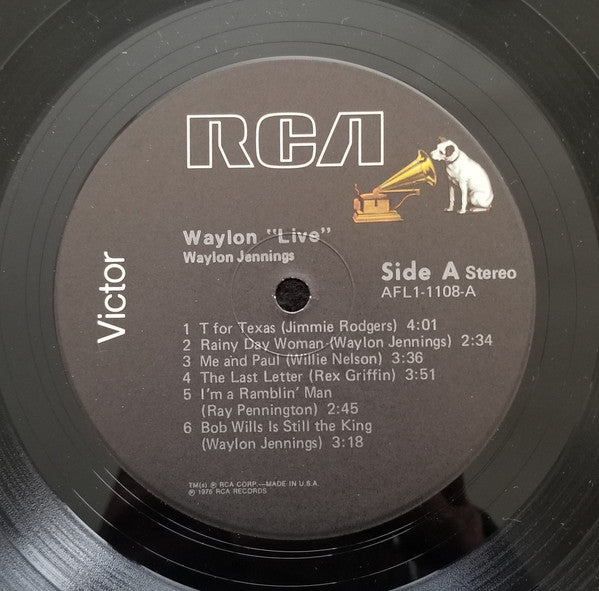 RCA
Victor
Waylon "Live"
Waylon Jennings
Side A Stereo
AFL1-1108-A
1 T for Texas (Jimmie Rodgers) 4:01
2 Rainy Day Woman (Waylon Jennings) 2:34
3 Me and Paul (Willie Nelson) 3:36
4 The Last Letter (Rex Griffin) 3:51
5 I'm a Ramblin' Man
(Ray Pennington) 2:45
6 Bob Wills Is Still the King
(Waylon Jennings) 3:18
TM(s) ® RCA CORP.—MADE IN U.S.A.
℗ 1976 RCA RECORDS